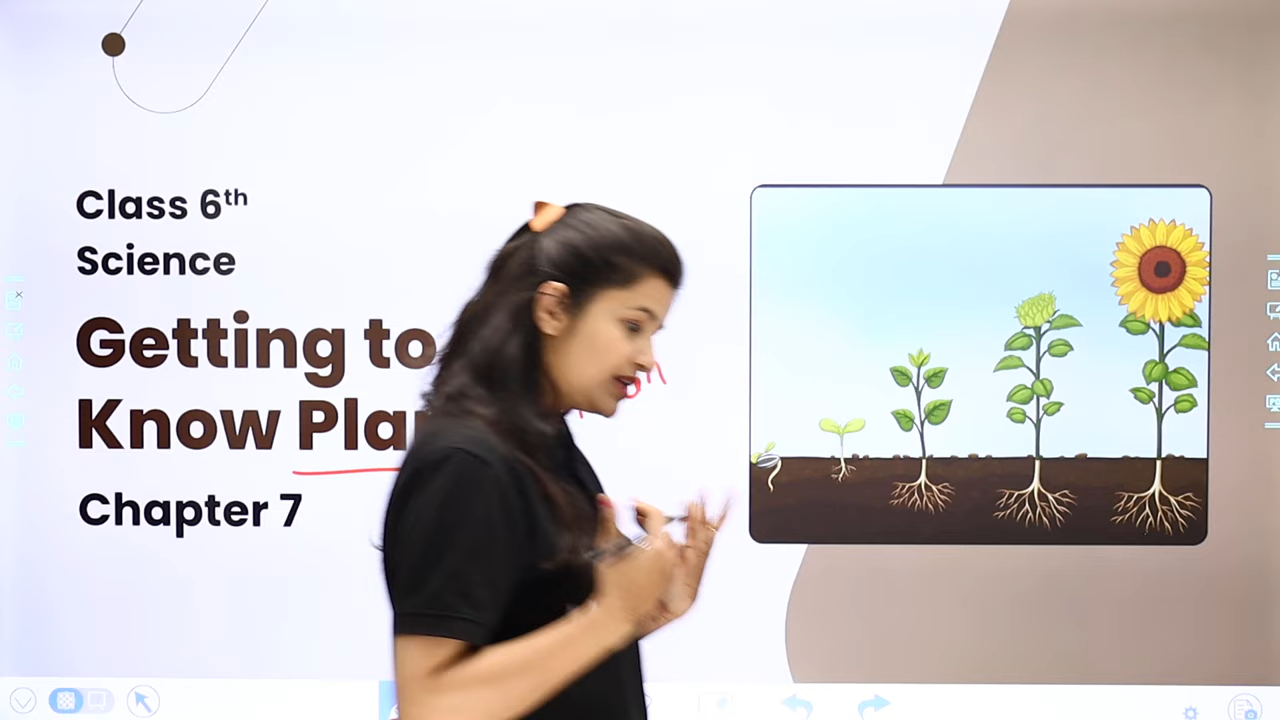 Class 6th
Science
Getting to
Know Pla
Chapter 7